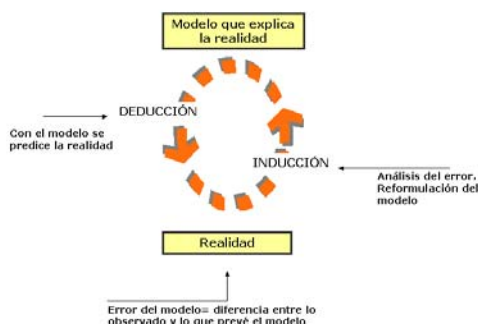 Modelo que explica
la realidad
DEDUCCIÓN
Con el modelo se
predice la realidad
INDUCCIÓN
Análisis del error.
Reformulación del
modelo
Realidad
Error del modelo= diferencia entre lo
observado y lo que prevé el modelo